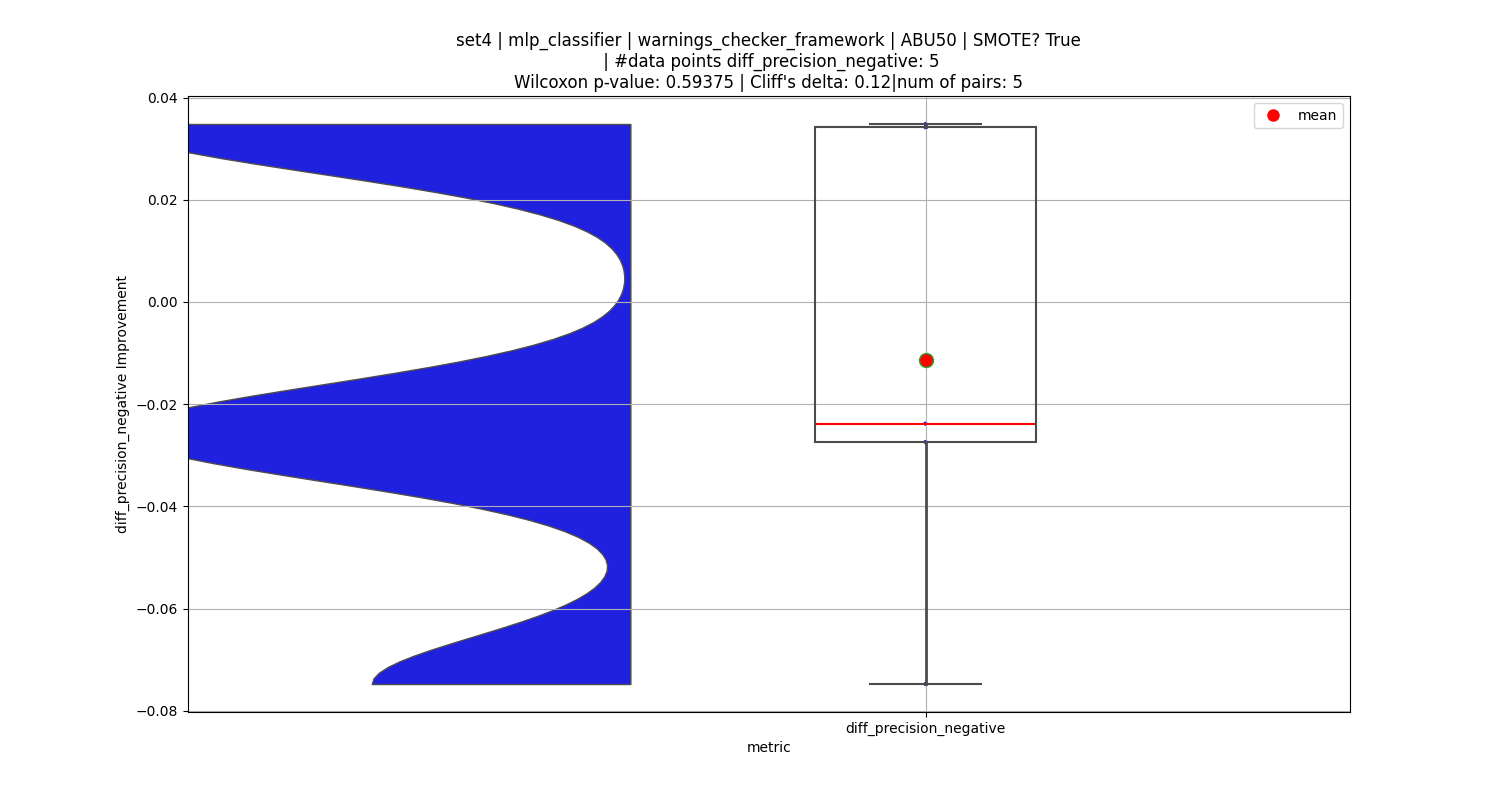 set4 | mlp_classifier | warnings_checker_framework | ABU50 | SMOTE? True
| #data points diff_precision_negative: 5
Wilcoxon p-value: 0.59375 | Cliff's delta: 0.12|num of pairs: 5
mean
0.04
0.02
0.00
−0.02
−0.04
−0.06
−0.08
diff_precision_negative Improvement
diff_precision_negative
metric